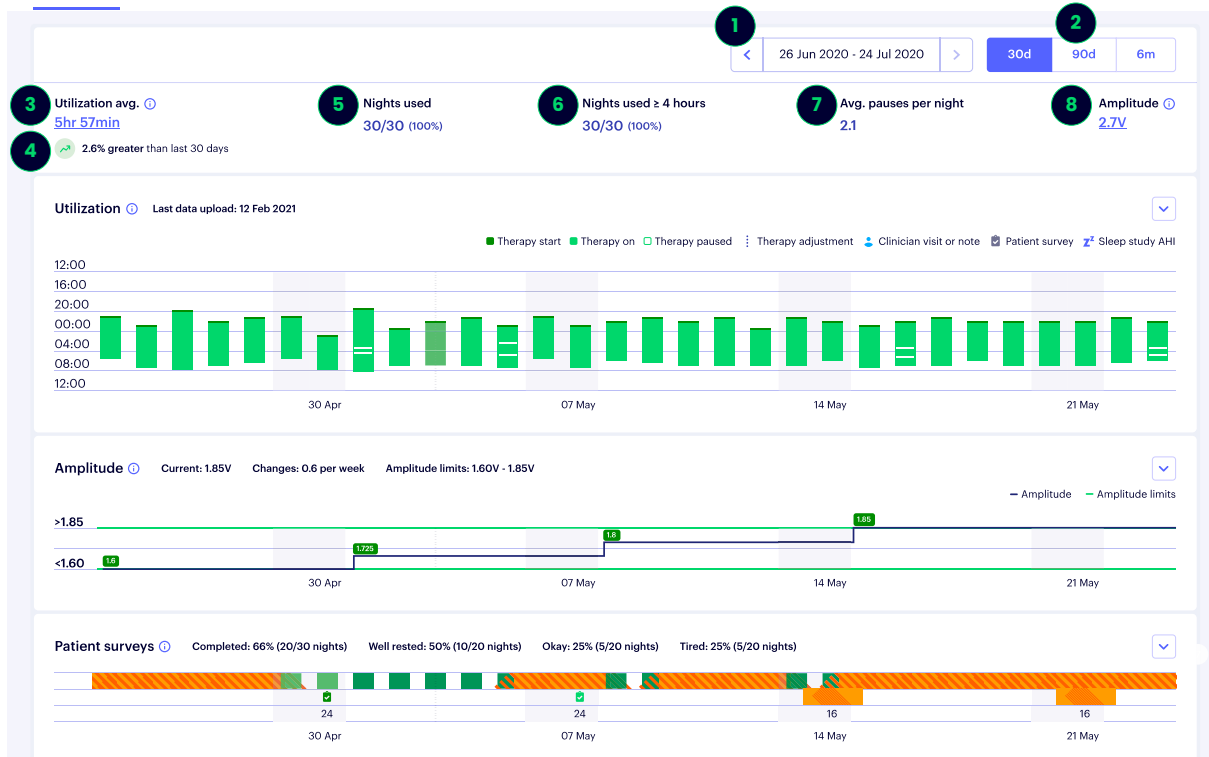 1
2
26 Jun 2020 - 24 Jul 2020
30d 90d 6m
3 Utilization avg.
5hr 57min
4 2.6% greater than last 30 days
5 Nights used
30/30 (100%)
6 Nights used ≥ 4 hours
30/30 (100%)
7 Avg. pauses per night
2.1
8 Amplitude
2.7V
Utilization Last data upload: 12 Feb 2021
Therapy start Therapy on Therapy paused Therapy adjustment Clinician visit or note Patient survey Sleep study AHI
12:00
16:00
20:00
00:00
04:00
08:00
12:00
30 Apr 07 May 14 May 21 May
Amplitude Current: 1.85V Changes: 0.6 per week Amplitude limits: 1.60V - 1.85V
Amplitude Amplitude limits
>1.85
1.85
1.8
1.725
1.6
<1.60
30 Apr 07 May 14 May 21 May
Patient surveys Completed: 66% (20/30 nights) Well rested: 50% (10/20 nights) Okay: 25% (5/20 nights) Tired: 25% (5/20 nights)
24 24 16 16
30 Apr 07 May 14 May 21 May